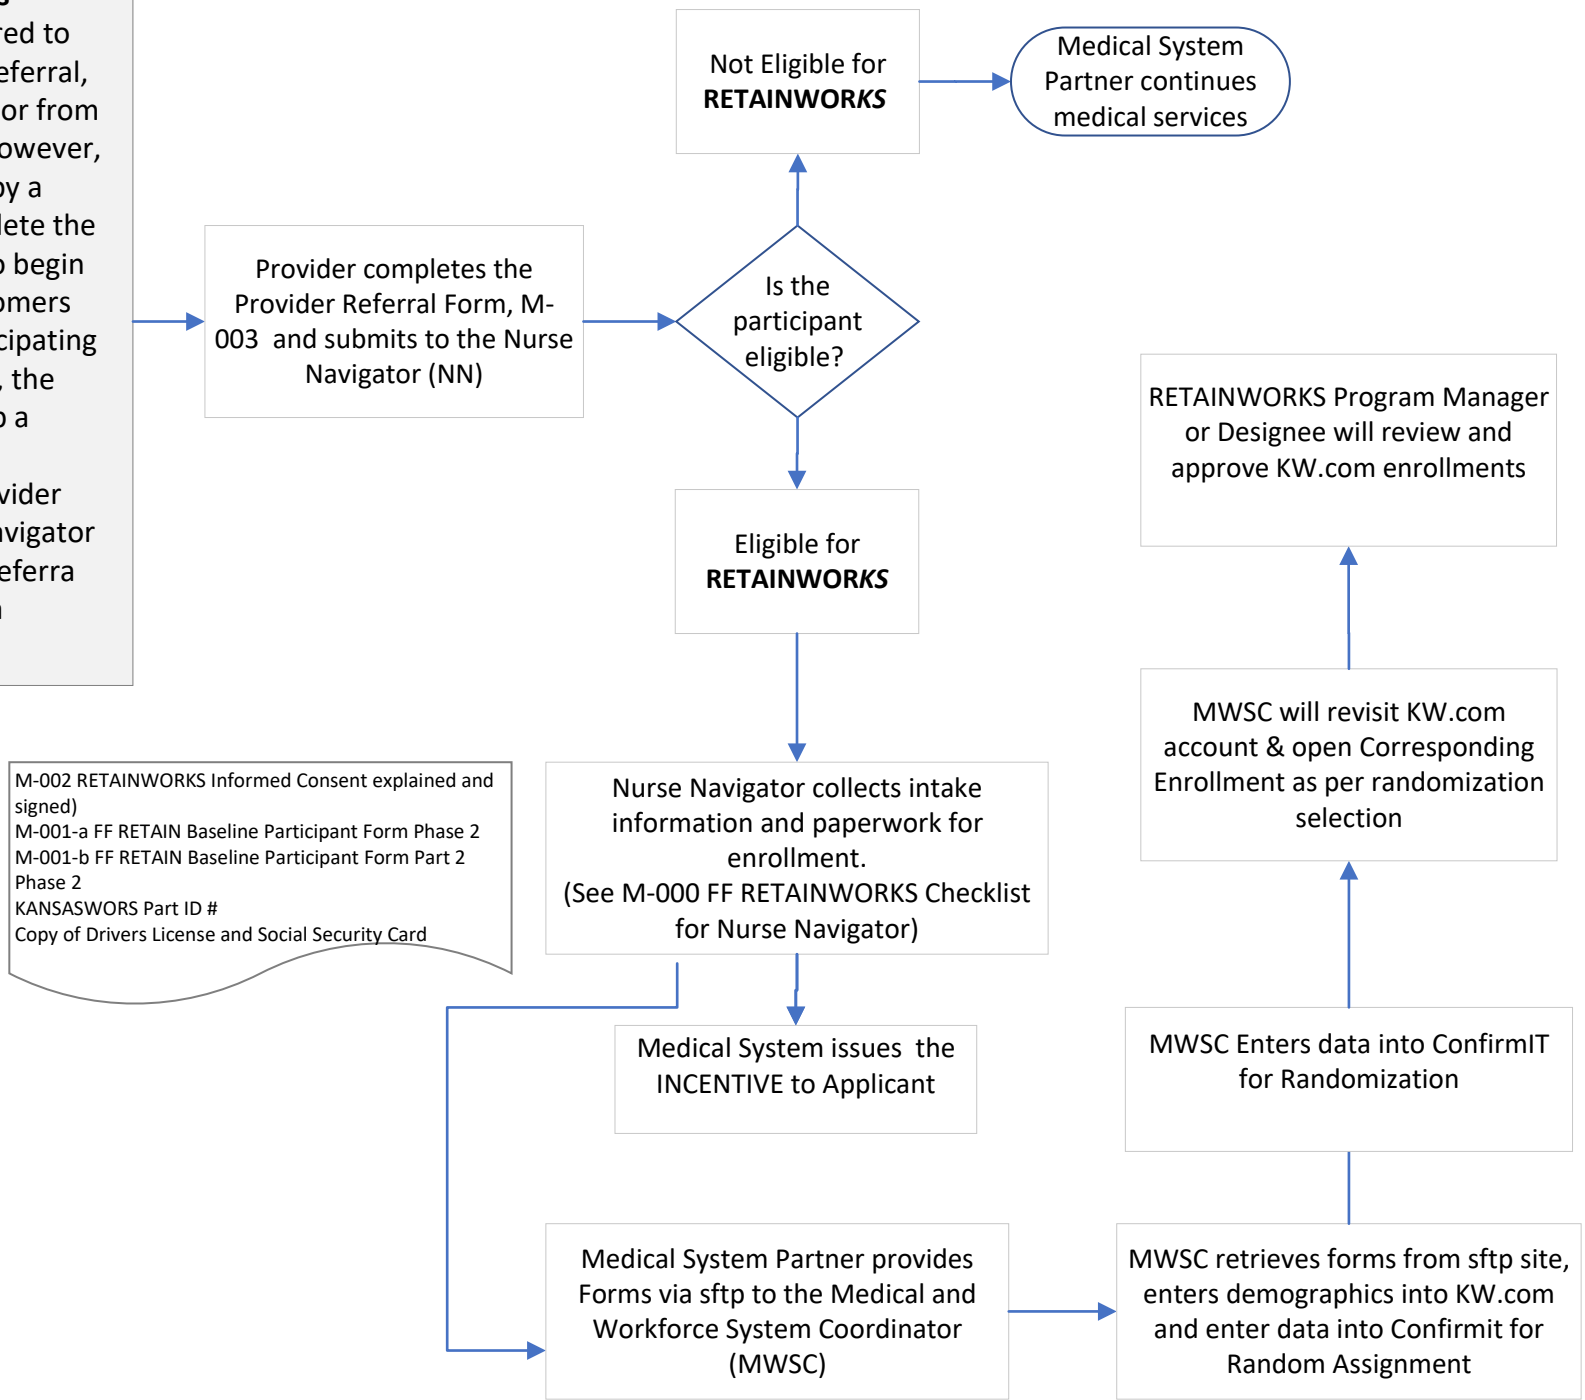 red to
eferral,
or from
owever,
by a
lete the
o begin
omers
cipating
, the
o a
vider
avigator
eferra
Not Eligible for
RETAINWORKS
Medical System
Partner continues
medical services
Provider completes the
Provider Referral Form, M-
003 and submits to the Nurse
Navigator (NN)
Is the
participant
eligible?
Eligible for
RETAINWORKS
M-002 RETAINWORKS Informed Consent explained and
signed)
M-001-a FF RETAIN Baseline Participant Form Phase 2
M-001-b FF RETAIN Baseline Participant Form Part 2
Phase 2
KANSASWORS Part ID #
Copy of Drivers License and Social Security Card
Nurse Navigator collects intake
information and paperwork for
enrollment.
(See M-000 FF RETAINWORKS Checklist
for Nurse Navigator)
Medical System issues the
INCENTIVE to Applicant
Medical System Partner provides
Forms via sftp to the Medical and
Workforce System Coordinator
(MWSC)
MWSC retrieves forms from sftp site,
enters demographics into KW.com
and enter data into Confirmit for
Random Assignment
MWSC Enters data into ConfirmIT
for Randomization
MWSC will revisit KW.com
account & open Corresponding
Enrollment as per randomization
selection
RETAINWORKS Program Manager
or Designee will review and
approve KW.com enrollments